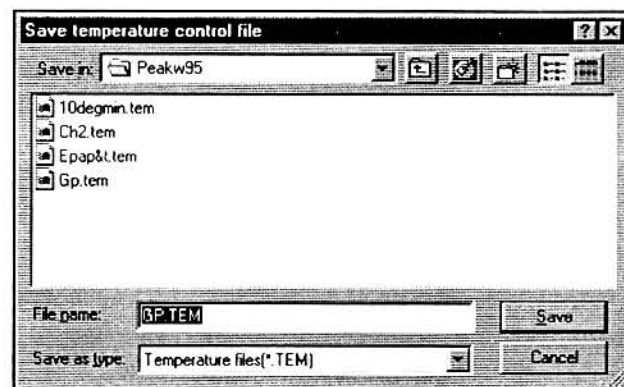 Save temperature control file
Save in: Peakw95
10degmin.tem
Ch2.tem
Epap&t.tem
Gp.tem
File name: GP.TEM Save
Save as type: Temperature files(*.TEM) Cancel